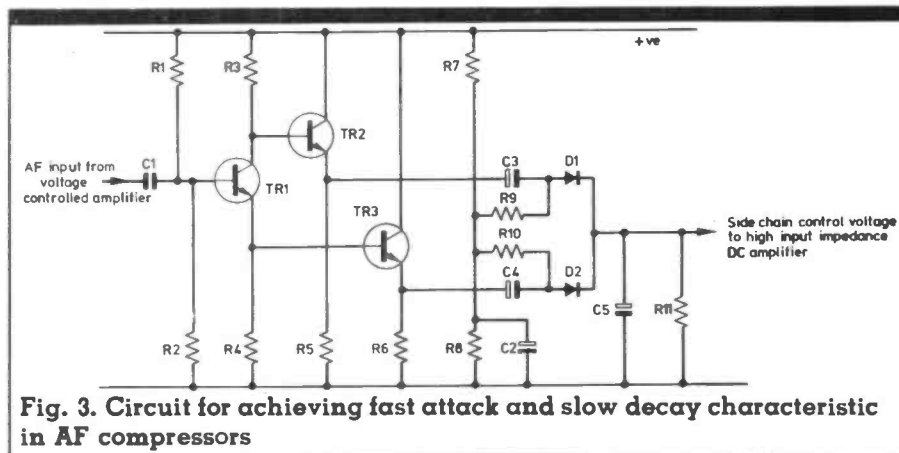 +ve
R1
R3
R7
TR2
AF input from
voltage
controlled amplifier
C1
TR1
C3
D1
R9
TR3
R10
Side chain control voltage
to high input impedance
DC amplifier
C4
D2
R2
R4
R5
R6
R8
C2
C5
R11
Fig. 3. Circuit for achieving fast attack and slow decay characteristic
in AF compressors